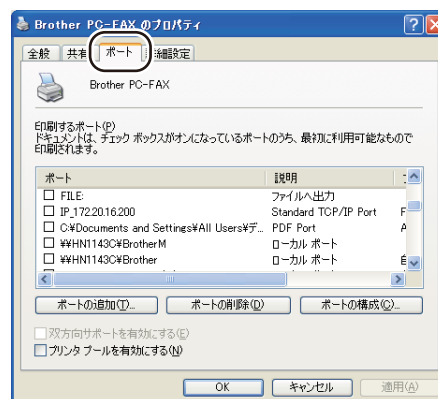 Brother PC-FAX のプロパティ
全般 共有 ポート 詳細設定
Brother PC-FAX
印刷するポート(P)
ドキュメントは、チェック ボックスがオンになっているポートのうち、最初に利用可能なもので
印刷されます。
ポート 説明
FILE: ファイルへ出力
IP_172.20.16.200 Standard TCP/IP Port F
C:¥Documents and Settings¥All Users¥デ... PDF Port A
¥¥HN1143C¥BrotherM ローカル ポート
¥¥HN1143C¥Brother ローカル ポート
ポートの追加(T)... ポートの削除(D) ポートの構成(C)...
双方向サポートを有効にする(E)
プリンタ プールを有効にする(N)
OK キャンセル 適用(A)